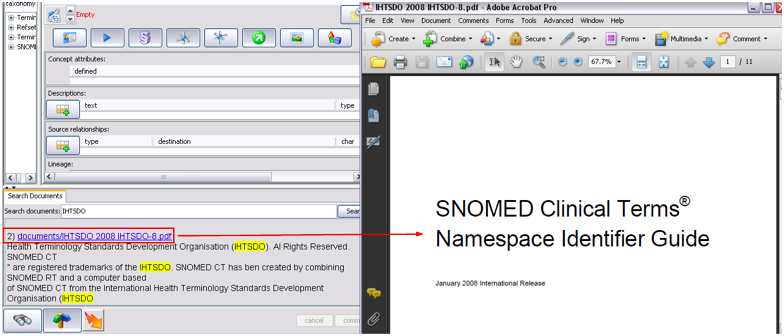 taxonomy
Termin
Refset
Termin
SNOME
Empty
Concept attributes:
defined
Descriptions:
text type
Source relationships:
type destination char
Lineage:
Search Documents
Search documents: IHTSDO Sear
2) documents/IHTSDO 2008 IHTSDO-8.pdf
Health Terminology Standards Development Organisation (IHTSDO). Al Rights Reserved.
SNOMED CT
" are registered trademarks of the IHTSDO. SNOMED CT has ben created by combining
SNOMED RT and a computer based
of SNOMED CT from the International Health Terminology Standards Development
Organisation (IHTSDO
cancel comm
IHTSDO 2008 IHTSDO-8.pdf - Adobe Acrobat Pro
File Edit View Document Comments Forms Tools Advanced Window Help
Create Combine Secure Sign Forms Multimedia Comment
67.7% 1 / 11
SNOMED Clinical Terms®
Namespace Identifier Guide
January 2008 International Release